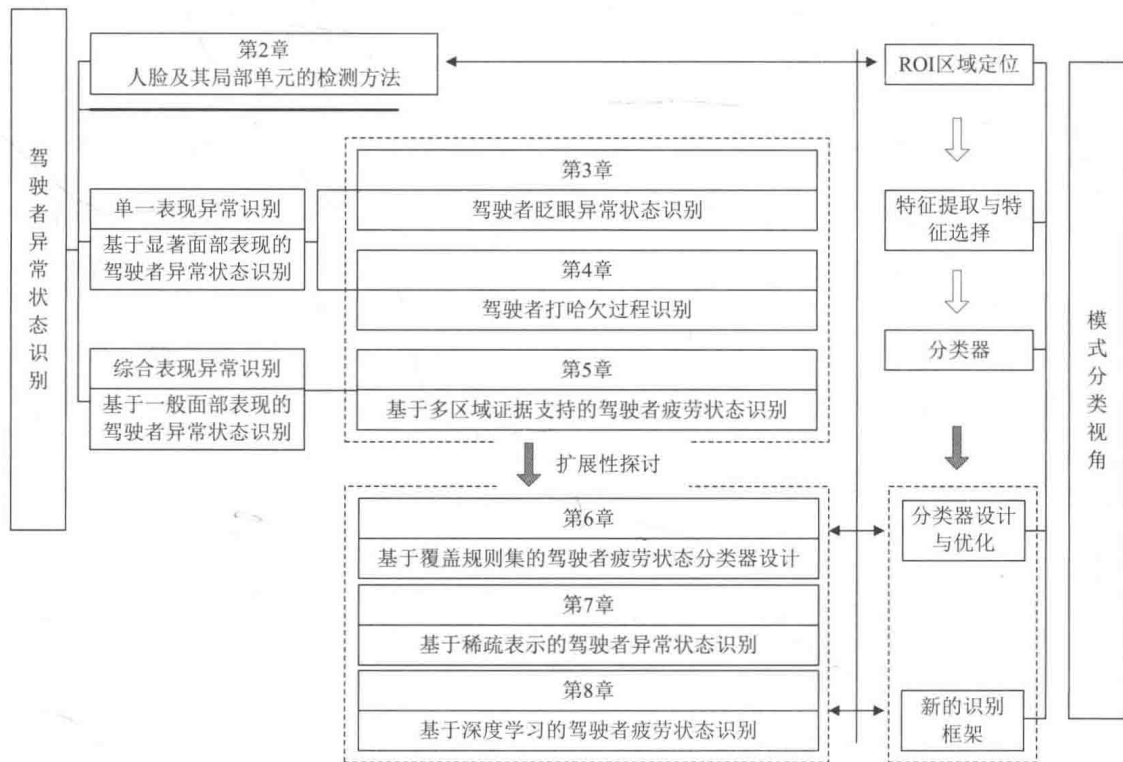 驾驶者异常状态识别
第2章
人脸及其局部单元的检测方法
单一表现异常识别
基于显著面部表现的
驾驶者异常状态识别
综合表现异常识别
基于一般面部表现的
驾驶者异常状态识别
第3章
驾驶者眨眼异常状态识别
第4章
驾驶者打哈欠过程识别
第5章
基于多区域证据支持的驾驶者疲劳状态识别
扩展性探讨
第6章
基于覆盖规则集的驾驶者疲劳状态分类器设计
第7章
基于稀疏表示的驾驶者异常状态识别
第8章
基于深度学习的驾驶者疲劳状态识别
ROI区域定位
特征提取与特
征选择
分类器
分类器设计
与优化
新的识别
框架
模式分类视角